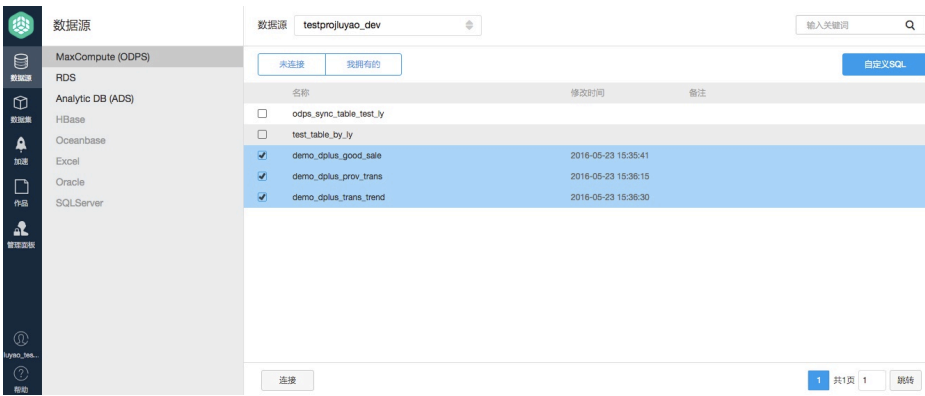 数据源
数据源 testprojluyao_dev
输入关键词
数据源
数据集
加速
作品
管理面板
luyao_tes...
帮助
MaxCompute (ODPS)
RDS
Analytic DB (ADS)
HBase
Oceanbase
Excel
Oracle
SQLServer
未连接 我拥有的
自定义SQL
名称 修改时间 备注
odps_sync_table_test_ly
test_table_by_ly
demo_dplus_good_sale 2016-05-23 15:35:41
demo_dplus_prov_trans 2016-05-23 15:36:15
demo_dplus_trans_trend 2016-05-23 15:36:30
连接
1 共1页 1 跳转